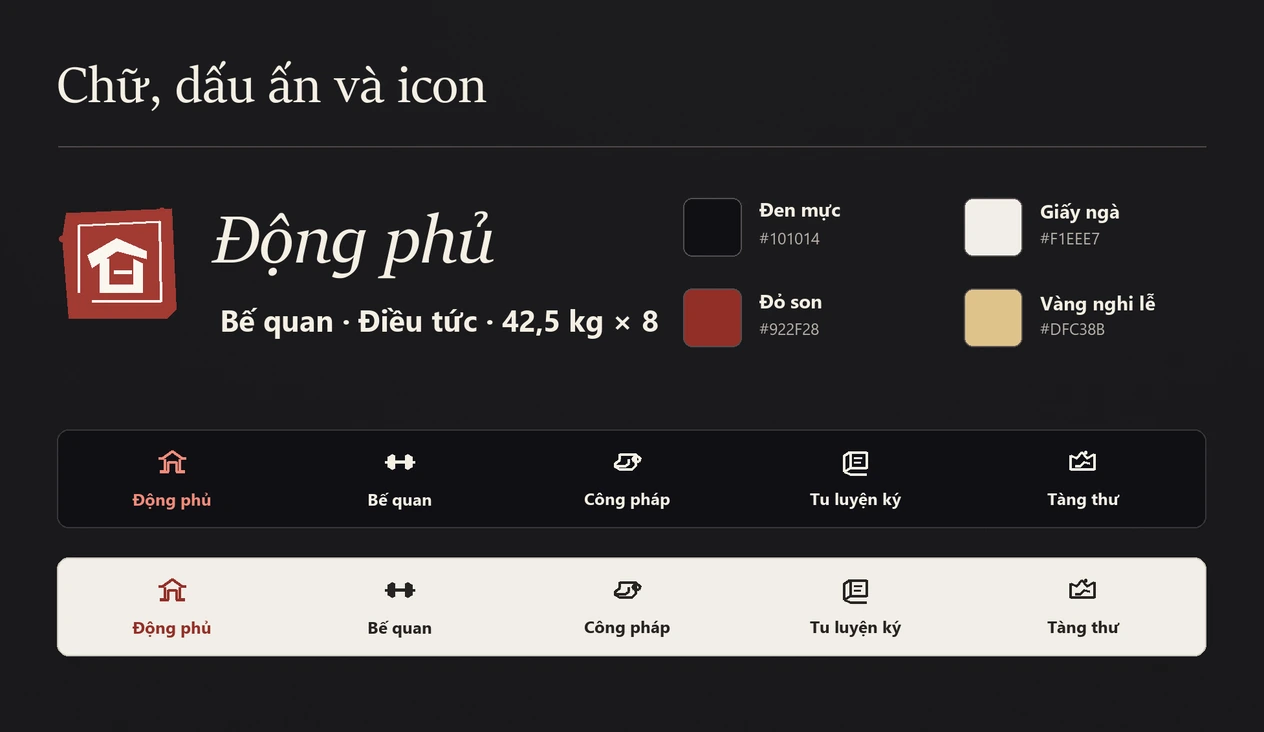 Chữ, dấu ấn và icon
Động phủ
Bế quan · Điều tức · 42,5 kg × 8
Đen mực
#101014
Giấy ngà
#F1EEE7
Đỏ son
#922F28
Vàng nghi lễ
#DFC38B
Động phủ
Bế quan
Công pháp
Tu luyện ký
Tàng thư
Động phủ
Bế quan
Công pháp
Tu luyện ký
Tàng thư